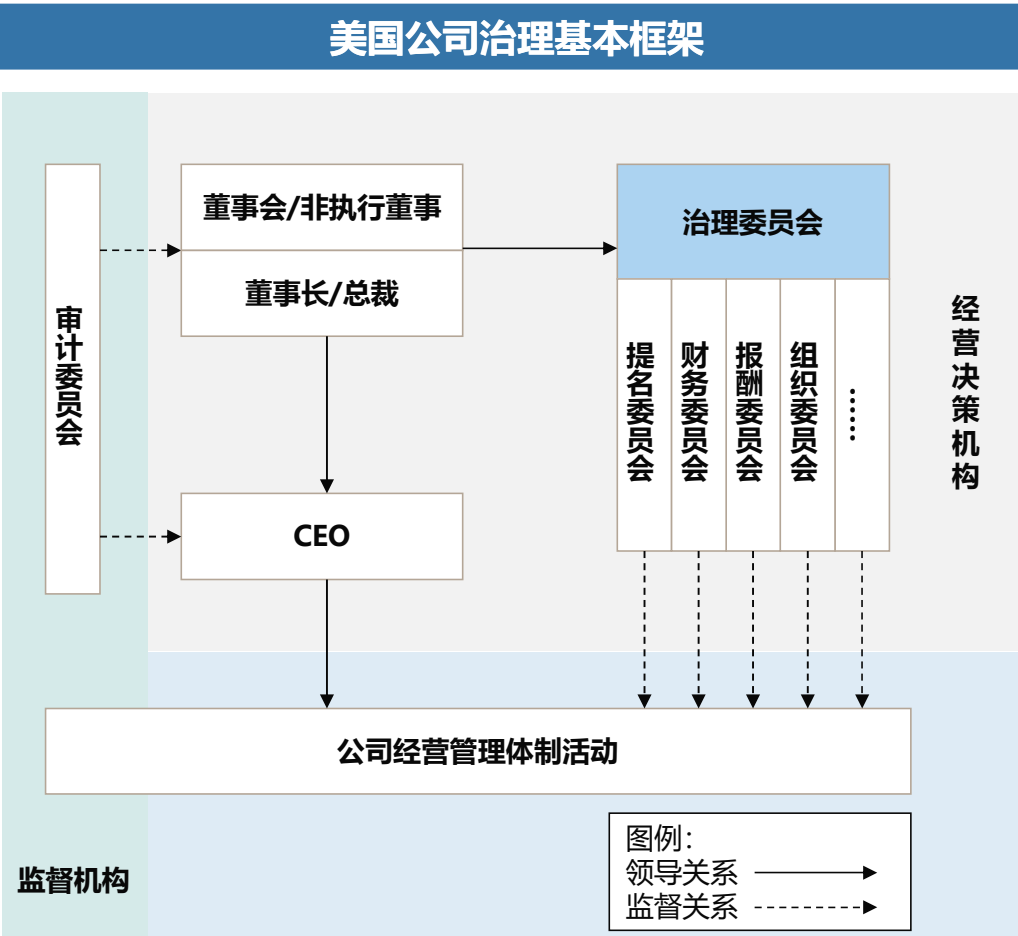 美国公司治理基本框架
审计委员会
董事会/非执行董事
董事长/总裁
CEO
治理委员会
提名委员会
财务委员会
报酬委员会
组织委员会
……
经营决策机构
公司经营管理体制活动
监督机构
图例：
领导关系
监督关系